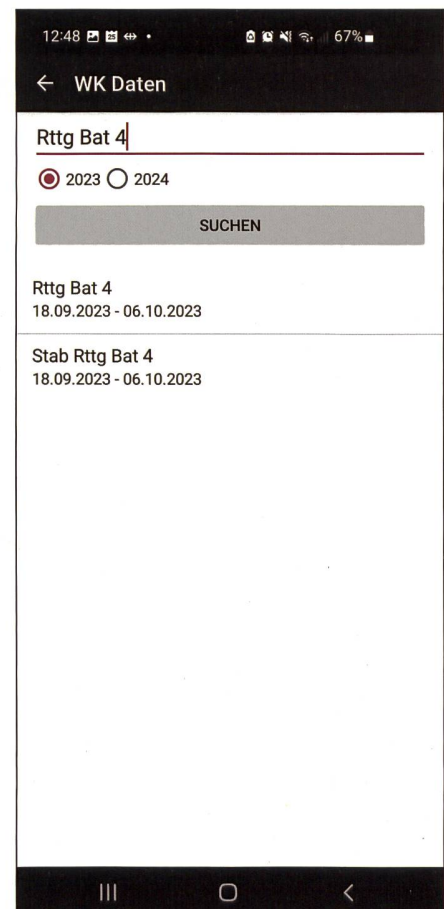 12:48
67%
WK Daten
Rttg Bat 4
2023 2024
SUCHEN
Rttg Bat 4
18.09.2023 - 06.10.2023
Stab Rttg Bat 4
18.09.2023 - 06.10.2023